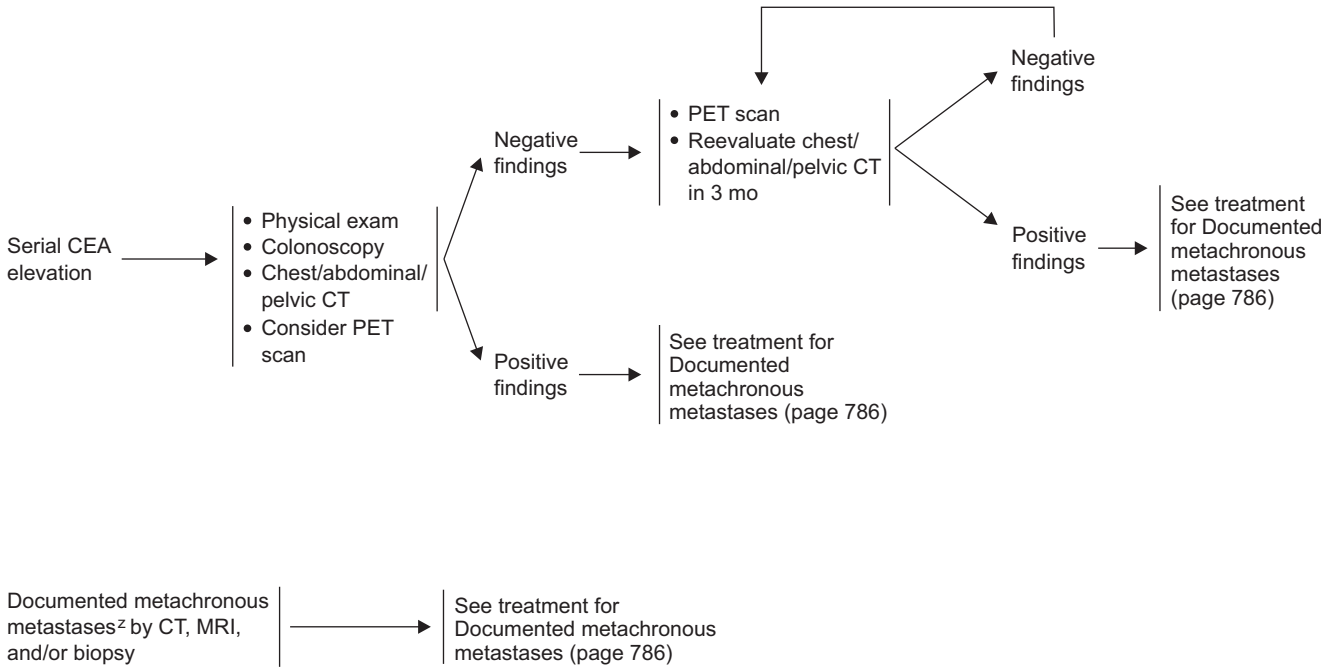 Serial CEA
elevation
• Physical exam
• Colonoscopy
• Chest/abdominal/
pelvic CT
• Consider PET
scan
Negative
findings
• PET scan
• Reevaluate chest/
abdominal/pelvic CT
in 3 mo
Negative
findings
Positive
findings
See treatment
for Documented
metachronous
metastases
(page 786)
Positive
findings
See treatment for
Documented
metachronous
metastases (page 786)
Documented metachronous
metastasesᶻ by CT, MRI,
and/or biopsy
See treatment for
Documented metachronous
metastases (page 786)